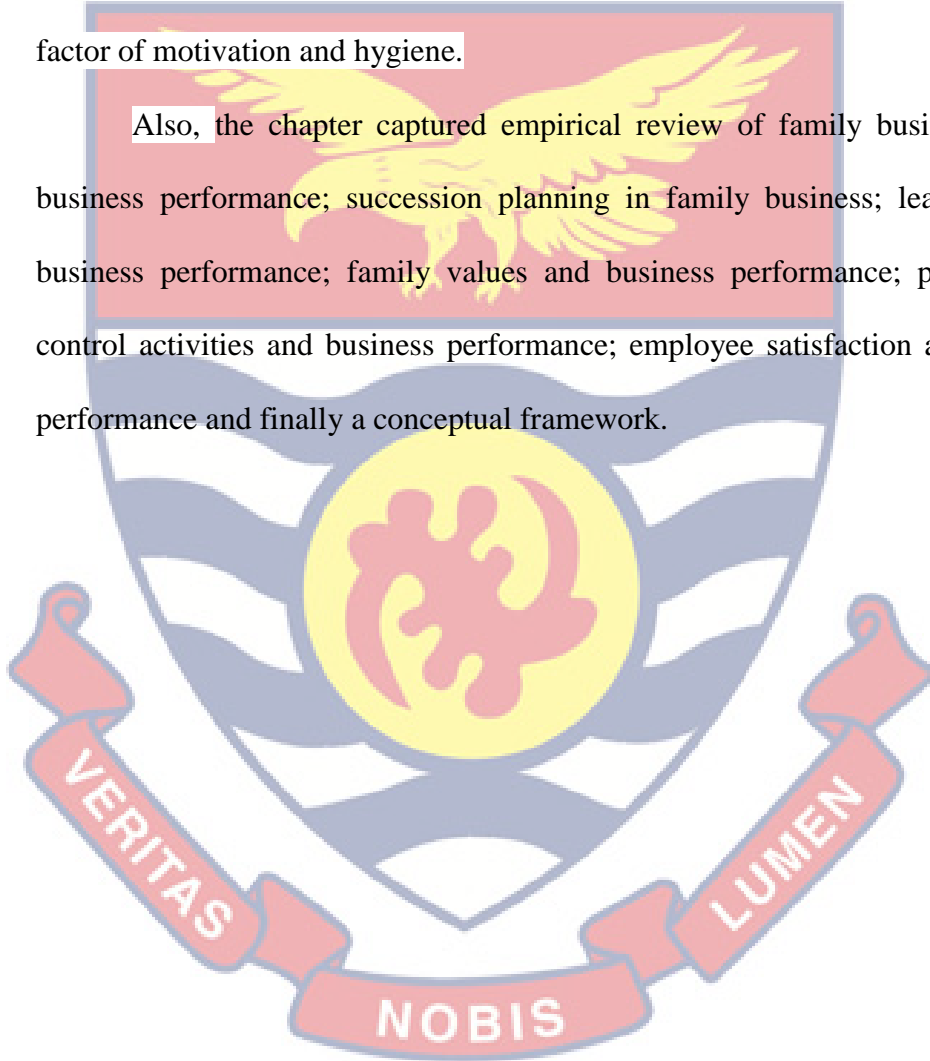 factor of motivation and hygiene.
Also, the chapter captured empirical review of family busi
business performance; succession planning in family business; lea
business performance; family values and business performance; p
control activities and business performance; employee satisfaction a
performance and finally a conceptual framework.
VERITAS
NOBIS
LUMEN